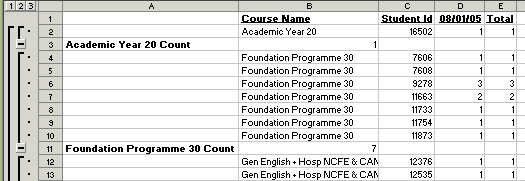 1 2 3 A B C D E
1 Course Name Student Id 08/01/05 Total
2 Academic Year 20 16502 1 1
3 Academic Year 20 Count 1
4 Foundation Programme 30 7606 1 1
5 Foundation Programme 30 7608 1 1
6 Foundation Programme 30 9278 3 3
7 Foundation Programme 30 11663 2 2
8 Foundation Programme 30 11733 1 1
9 Foundation Programme 30 11754 1 1
10 Foundation Programme 30 11873 1 1
11 Foundation Programme 30 Count 7
12 Gen English + Hosp NCFE & CAN 12376 1 1
13 Gen English + Hosp NCFE & CAN 12535 1 1